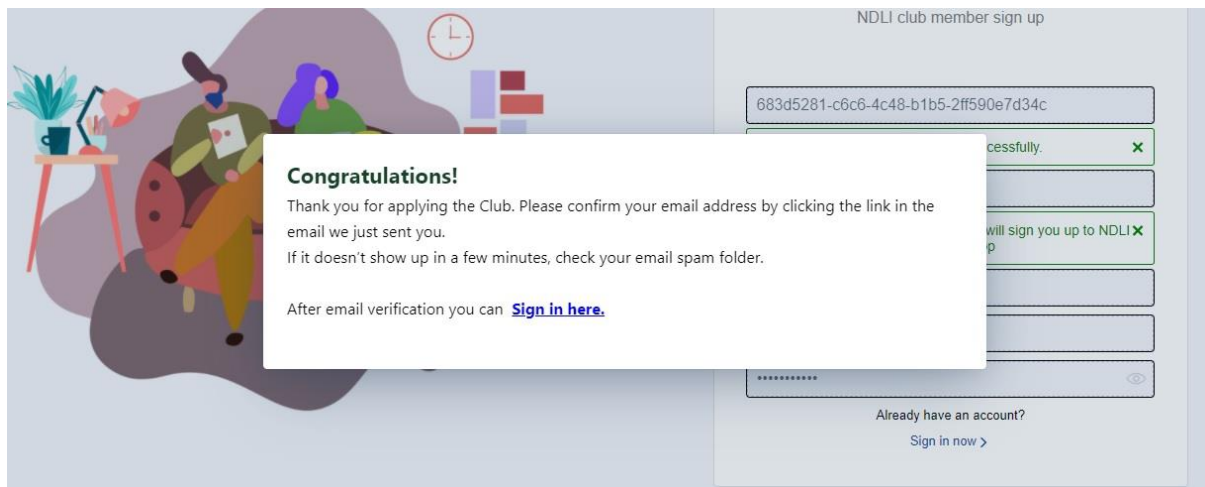 NDLI club member sign up
683d5281-c6c6-4c48-b1b5-2ff590e7d34c
cessfully.
will sign you up to NDLI
p
Congratulations!
Thank you for applying the Club. Please confirm your email address by clicking the link in the
email we just sent you.
If it doesn't show up in a few minutes, check your email spam folder.
After email verification you can Sign in here.
Already have an account?
Sign in now